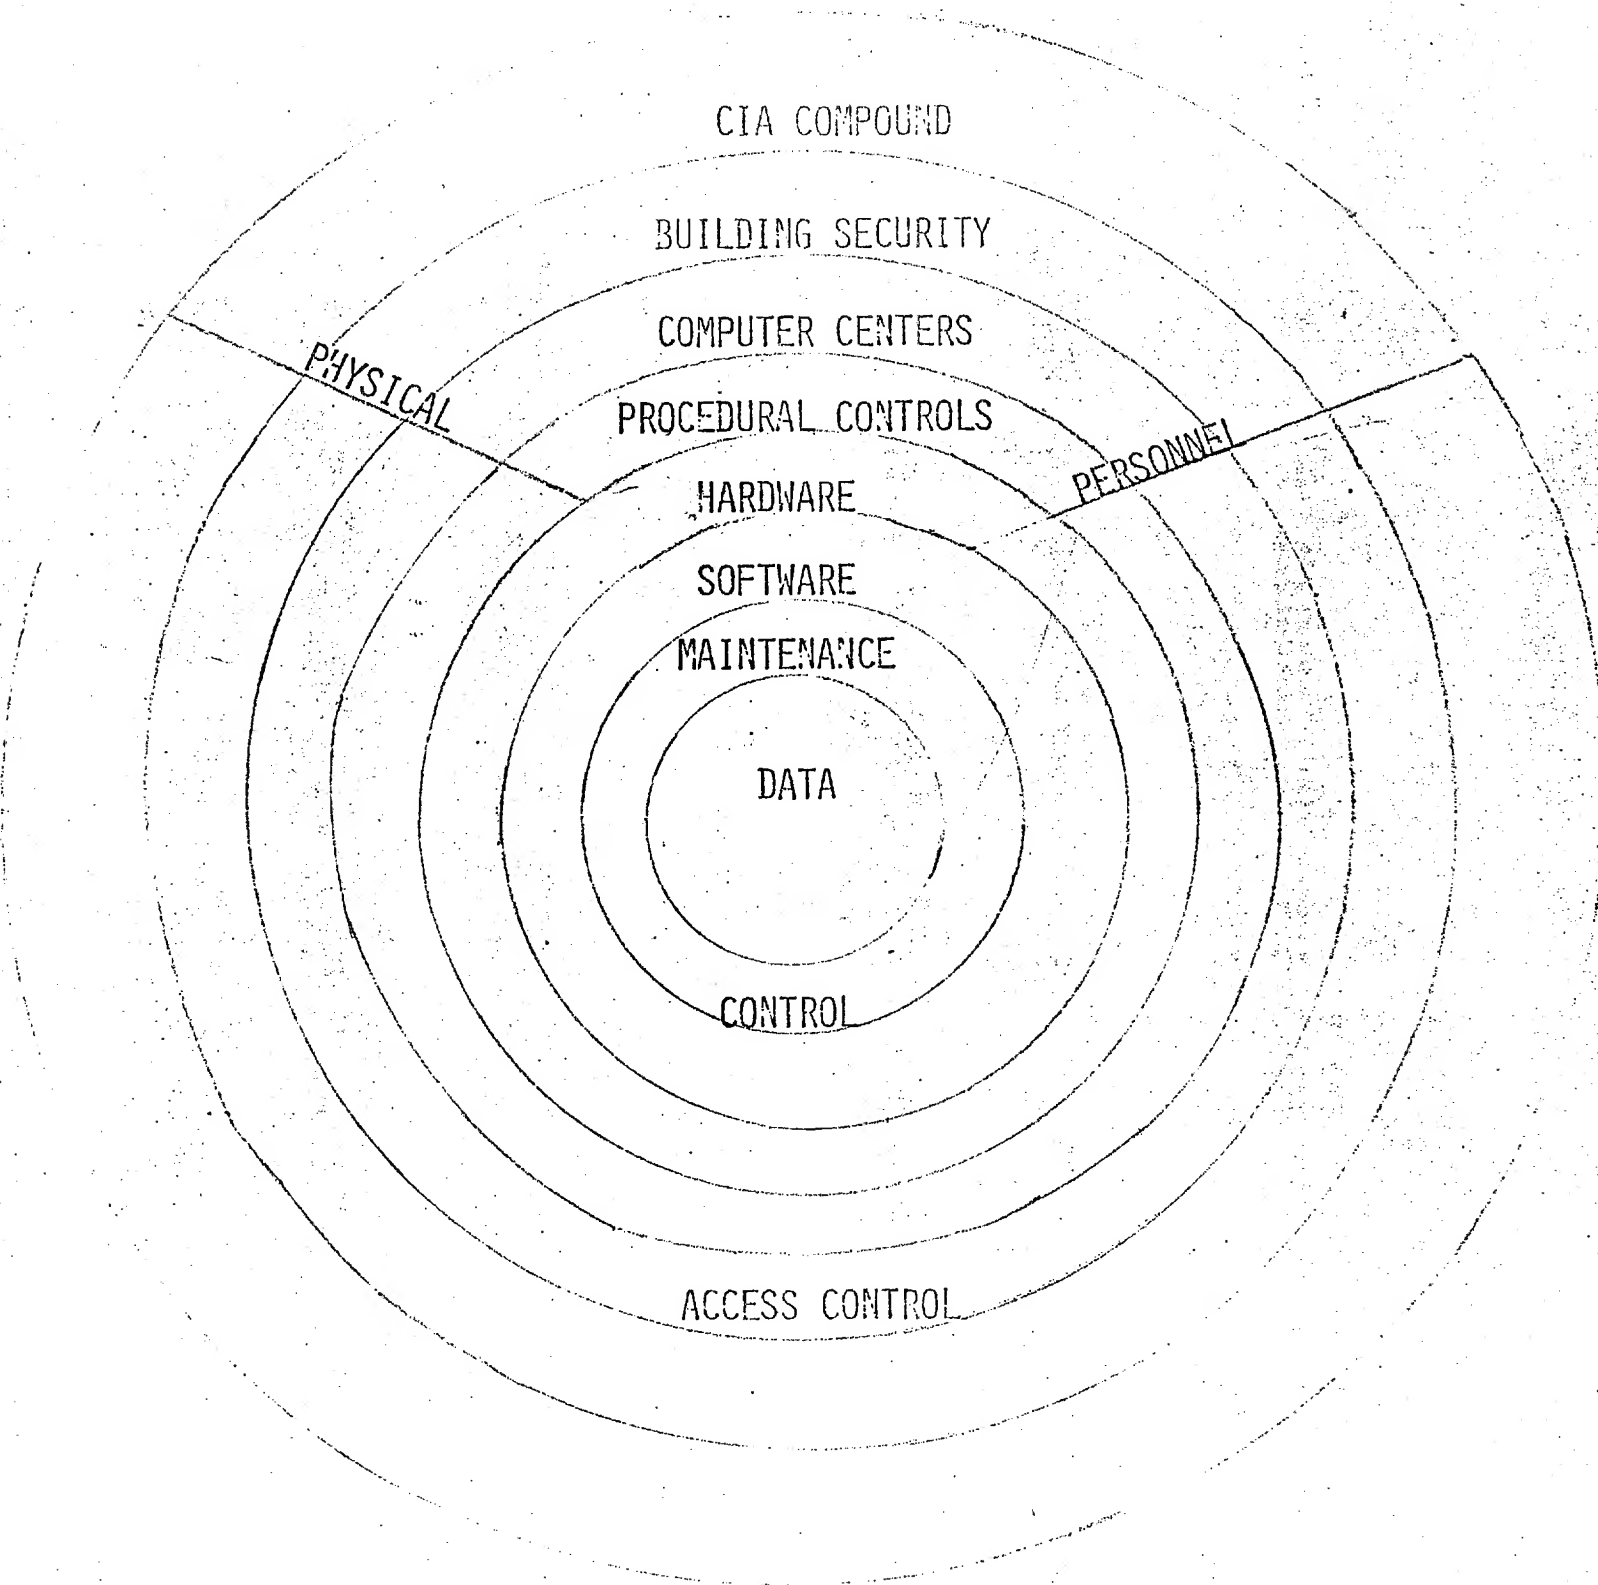 CIA COMPOUND
BUILDING SECURITY
COMPUTER CENTERS
PHYSICAL
PROCEDURAL CONTROLS
PERSONNEL
HARDWARE
SOFTWARE
MAINTENANCE
DATA
CONTROL
ACCESS CONTROL